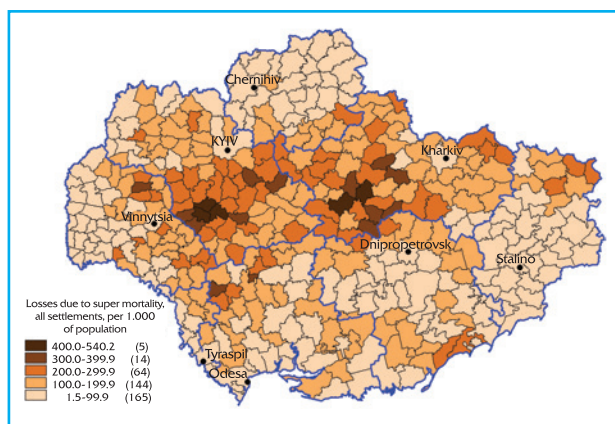 Chernihiv
KYIV
Kharkiv
Vinnytsia
Dnipropetrovsk
Stalino
Losses due to super mortality,
all settlements, per 1.000
of population
400.0-540.2 (5)
300.0-399.9 (14)
200.0-299.9 (64)
100.0-199.9 (144)
1.5-99.9 (165)
Tyraspil
Odesa